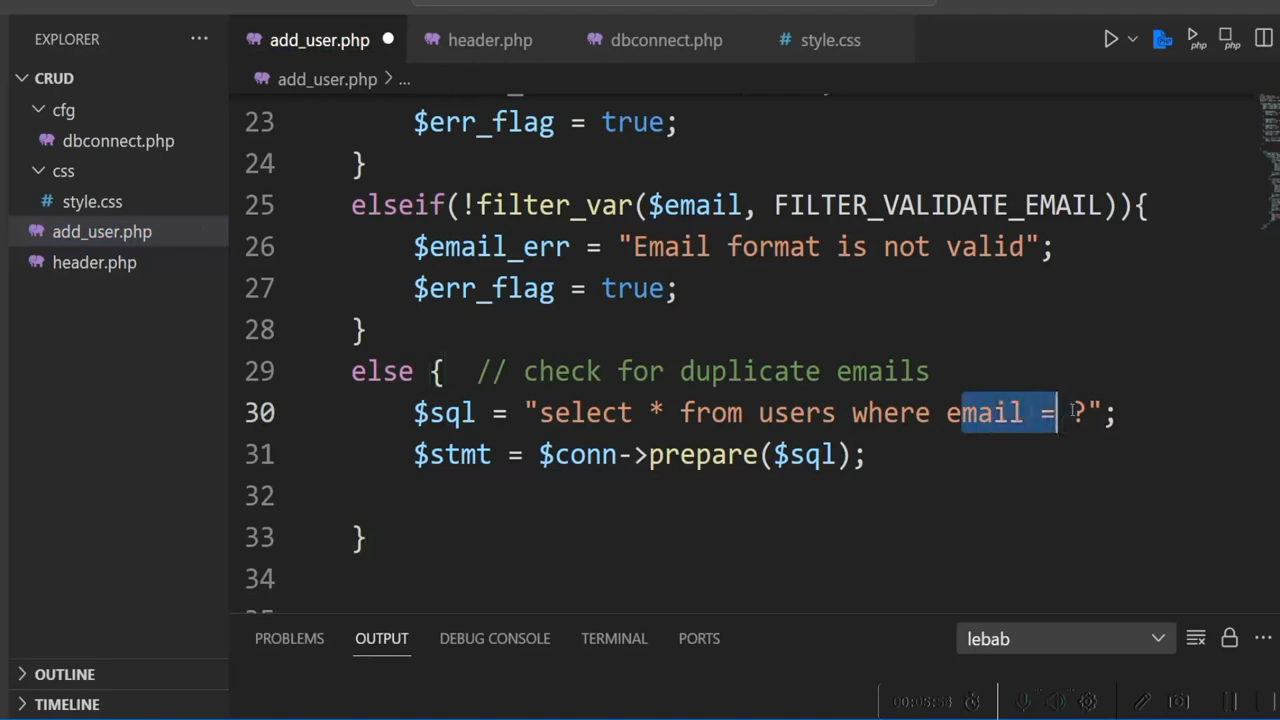 EXPLORER ...
add_user.php header.php dbconnect.php style.css
CRUD
add_user.php > ...
cfg
dbconnect.php
css
style.css
add_user.php
header.php
23 $err_flag = true;
24 }
25 elseif(!filter_var($email, FILTER_VALIDATE_EMAIL)){
26 $email_err = "Email format is not valid";
27 $err_flag = true;
28 }
29 else { // check for duplicate emails
30 $sql = "select * from users where email = ?";
31 $stmt = $conn->prepare($sql);
32
33 }
34
PROBLEMS OUTPUT DEBUG CONSOLE TERMINAL PORTS lebab ...
OUTLINE
TIMELINE